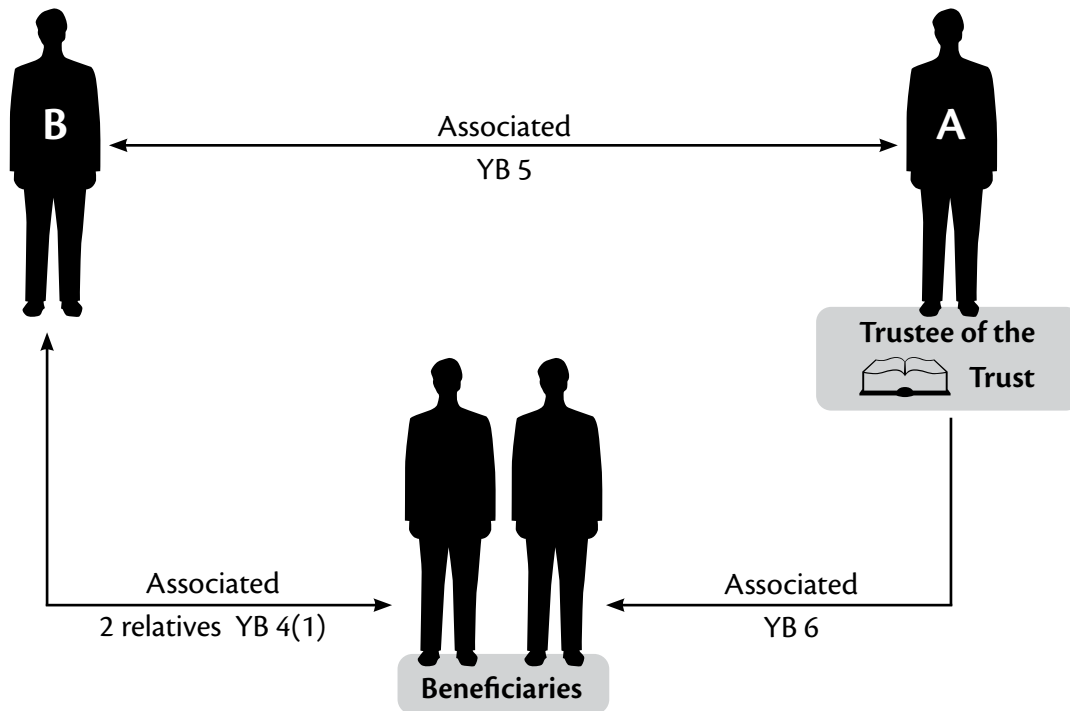 B
A
Associated
YB 5
Trustee of the
Trust
Associated
2 relatives YB 4(1)
Associated
YB 6
Beneficiaries